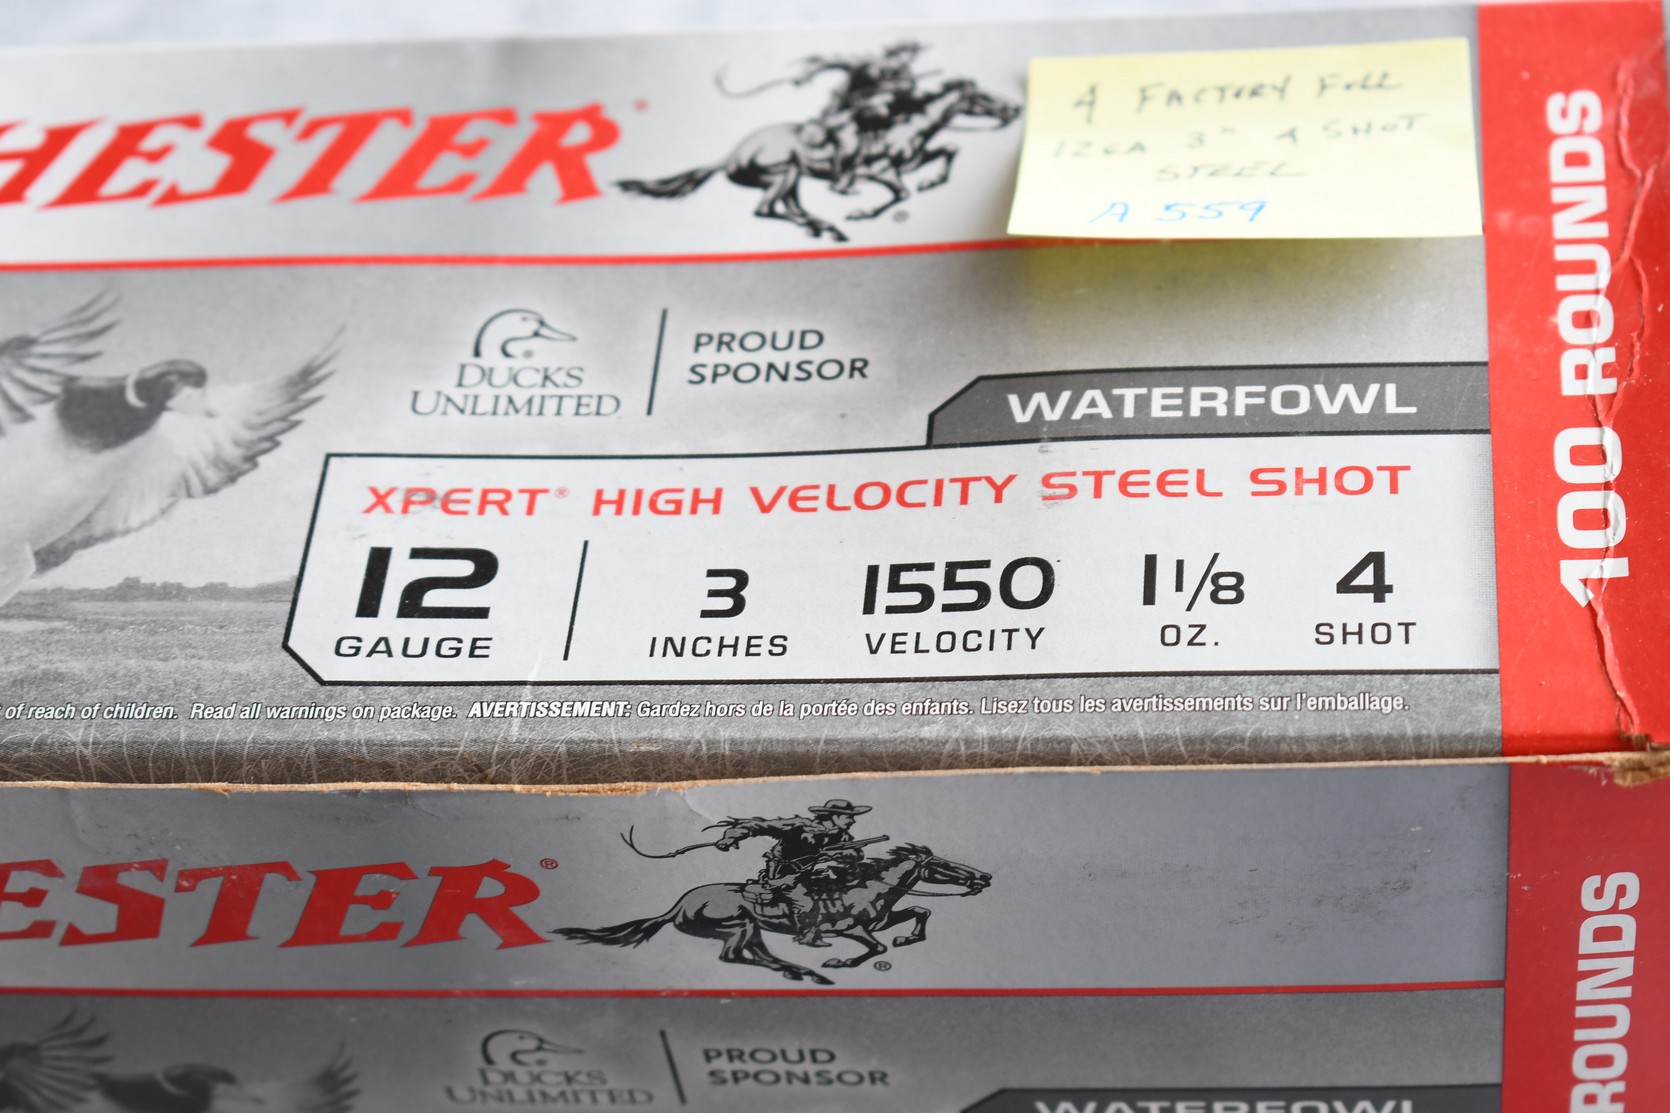 HESTER®
4 FACTORY FULL
12GA 3" 4 SHOT
STEEL
A 559
100 ROUNDS
DUCKS
UNLIMITED
PROUD
SPONSOR
WATERFOWL
XPERT® HIGH VELOCITY STEEL SHOT
12
GAUGE
3
INCHES
1550
VELOCITY
1 1/8
OZ.
4
SHOT
of reach of children. Read all warnings on package. AVERTISSEMENT: Gardez hors de la portée des enfants. Lisez tous les avertissements sur l'emballage.
ESTER®
®
ROUNDS
DUCKS
UNLIMITED
PROUD
SPONSOR
WATERFOWL